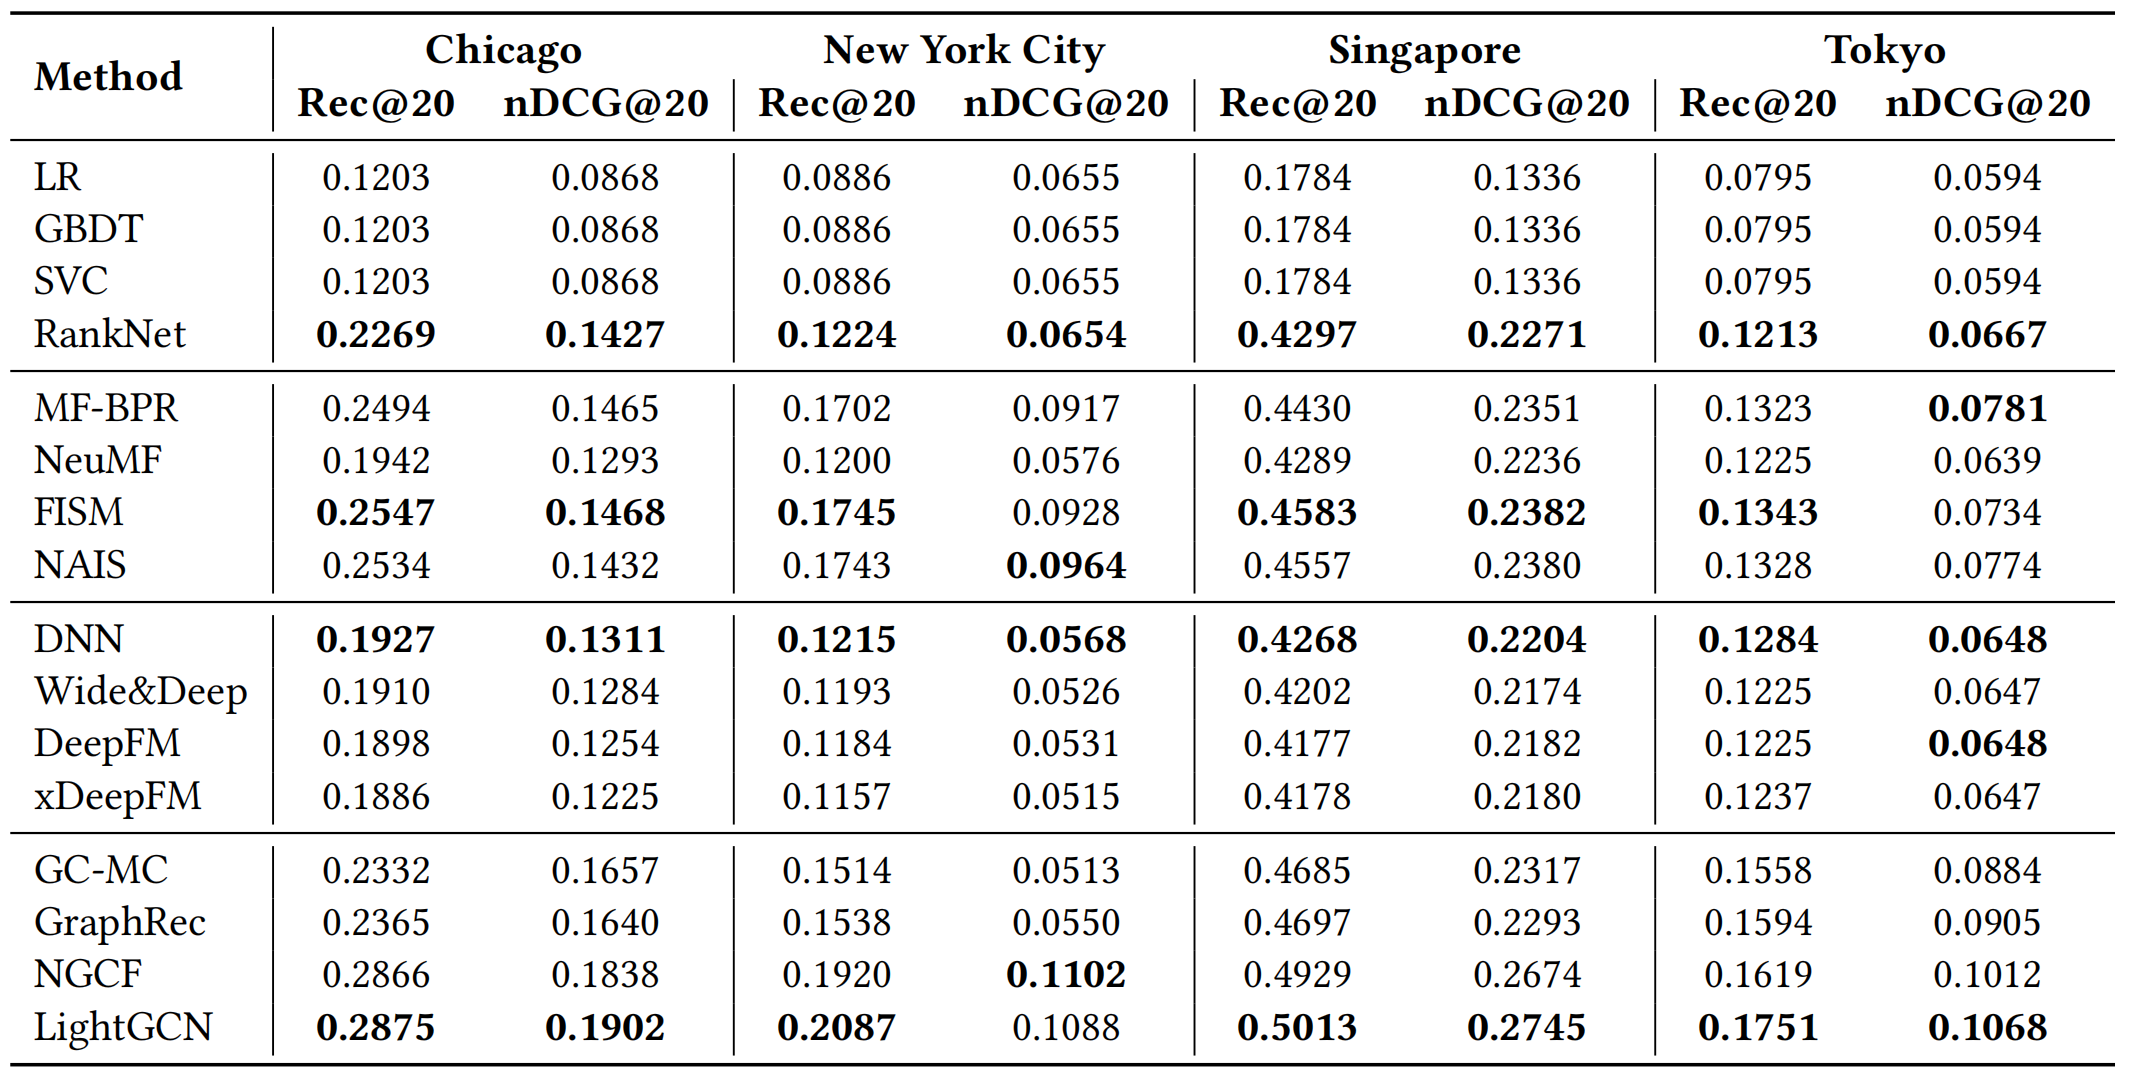 Method Chicago New York City Singapore Tokyo
Rec@20 nDCG@20 Rec@20 nDCG@20 Rec@20 nDCG@20 Rec@20 nDCG@20
LR 0.1203 0.0868 0.0886 0.0655 0.1784 0.1336 0.0795 0.0594
GBDT 0.1203 0.0868 0.0886 0.0655 0.1784 0.1336 0.0795 0.0594
SVC 0.1203 0.0868 0.0886 0.0655 0.1784 0.1336 0.0795 0.0594
RankNet 0.2269 0.1427 0.1224 0.0654 0.4297 0.2271 0.1213 0.0667
MF-BPR 0.2494 0.1465 0.1702 0.0917 0.4430 0.2351 0.1323 0.0781
NeuMF 0.1942 0.1293 0.1200 0.0576 0.4289 0.2236 0.1225 0.0639
FISM 0.2547 0.1468 0.1745 0.0928 0.4583 0.2382 0.1343 0.0734
NAIS 0.2534 0.1432 0.1743 0.0964 0.4557 0.2380 0.1328 0.0774
DNN 0.1927 0.1311 0.1215 0.0568 0.4268 0.2204 0.1284 0.0648
Wide&Deep 0.1910 0.1284 0.1193 0.0526 0.4202 0.2174 0.1225 0.0647
DeepFM 0.1898 0.1254 0.1184 0.0531 0.4177 0.2182 0.1225 0.0648
xDeepFM 0.1886 0.1225 0.1157 0.0515 0.4178 0.2180 0.1237 0.0647
GC-MC 0.2332 0.1657 0.1514 0.0513 0.4685 0.2317 0.1558 0.0884
GraphRec 0.2365 0.1640 0.1538 0.0550 0.4697 0.2293 0.1594 0.0905
NGCF 0.2866 0.1838 0.1920 0.1102 0.4929 0.2674 0.1619 0.1012
LightGCN 0.2875 0.1902 0.2087 0.1088 0.5013 0.2745 0.1751 0.1068